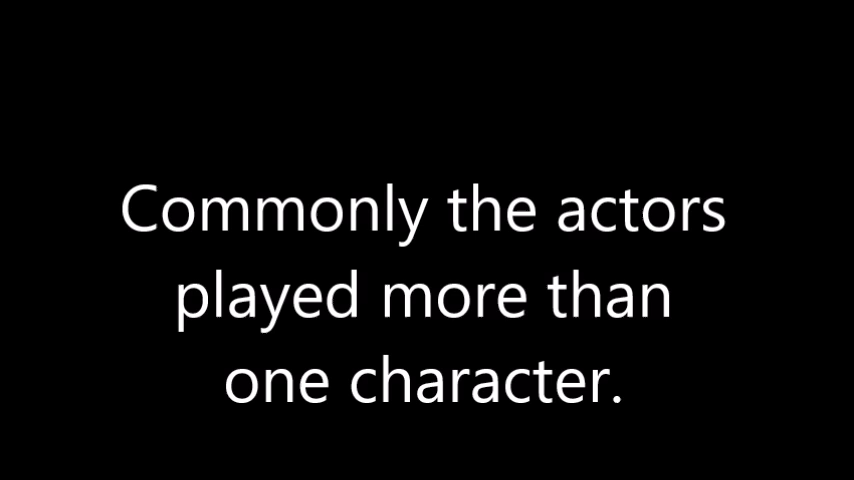 Commonly the actors
played more than
one character.